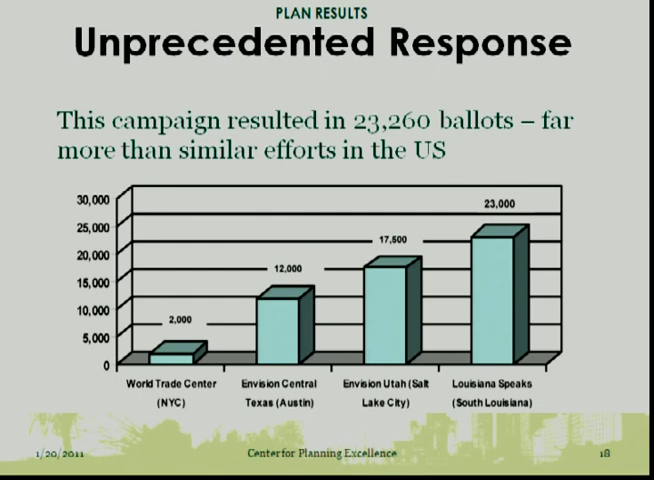 PLAN RESULTS
Unprecedented Response
This campaign resulted in 23,260 ballots – far
more than similar efforts in the US
30,000
25,000
20,000
15,000
10,000
5,000
0
2,000
12,000
17,500
23,000
World Trade Center
(NYC)
Envision Central
Texas (Austin)
Envision Utah (Salt
Lake City)
Louisiana Speaks
(South Louisiana)
1/20/2011
Center for Planning Excellence
18